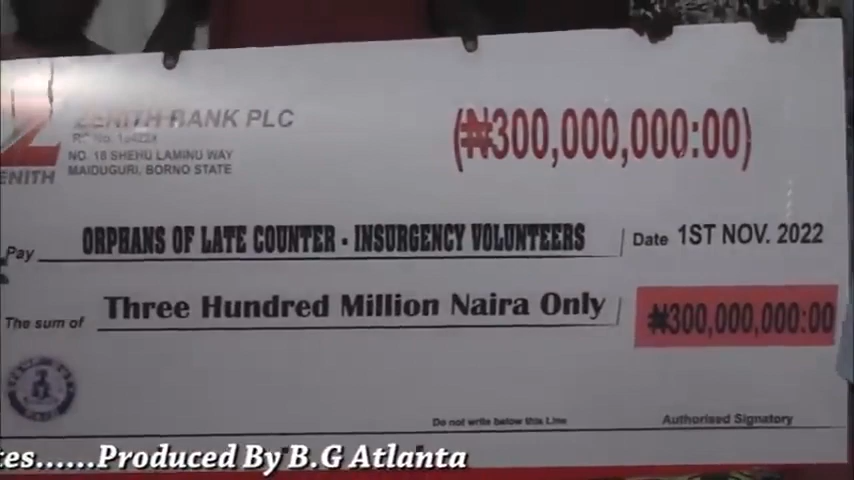 ZENITH BANK PLC
NO. 18 SHEHU LAMINU WAY
MAIDUGURI, BORNO STATE
ZENITH
(₦300,000,000:00)
Pay ORPHANS OF LATE COUNTER - INSURGENCY VOLUNTEERS
Date 1ST NOV. 2022
The sum of Three Hundred Million Naira Only
₦300,000,000:00
Do not write below this Line
Authorised Signatory
tes......Produced By B.G Atlanta